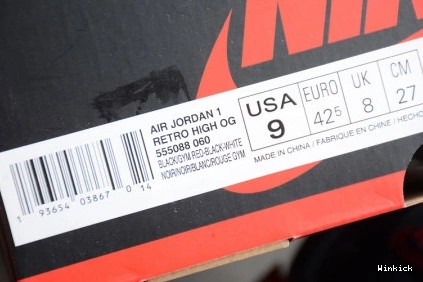 NIKE
AIR JORDAN 1
RETRO HIGH OG
555088 060
BLACK/GYM RED-BLACK-WHITE
NOIR/NOIR/BLANC/ROUGE GYM
1 93654 03867 0 14
USA
9
EURO
42.5
UK
8
CM
27
MADE IN CHINA / FABRIQUE EN CHINE / HECHO
Winkick